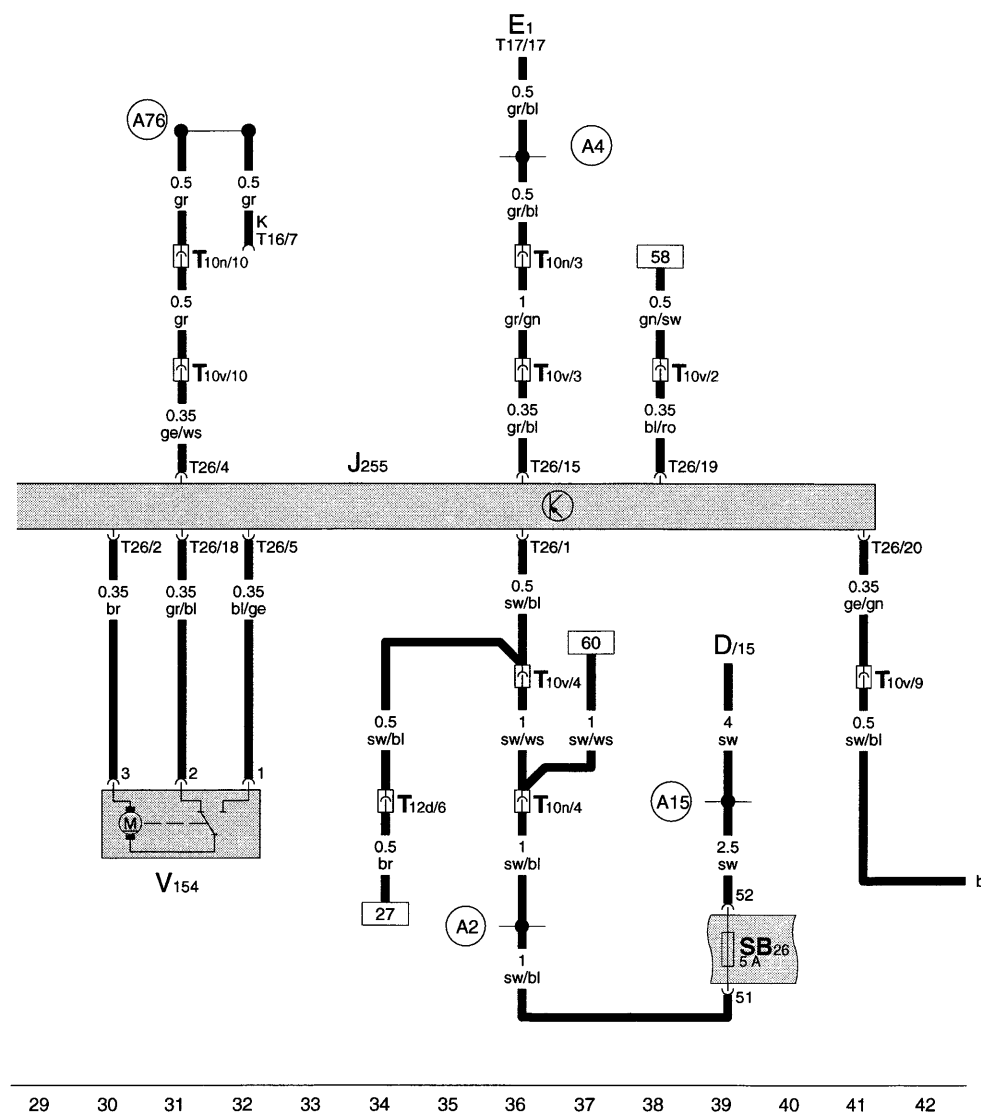 E1
T17/17
0.5
gr/bl
A76
A4
0.5
gr
0.5
gr
0.5
gr/bl
K
T16/7
T10n/10
T10n/3
58
0.5
gr
1
gr/gn
0.5
gn/sw
T10v/10
T10v/3
T10v/2
0.35
ge/ws
0.35
gr/bl
0.35
bl/ro
T26/4
J255
T26/15
T26/19
T26/2
T26/18
T26/5
T26/1
T26/20
0.35
br
0.35
gr/bl
0.35
bl/ge
0.5
sw/bl
0.35
ge/gn
60
D/15
T10v/4
T10v/9
0.5
sw/bl
1
sw/ws
1
sw/ws
4
sw
0.5
sw/bl
3
2
1
T12d/6
T10n/4
A15
M
0.5
br
1
sw/bl
2.5
sw
V154
27
52
A2
SB26
5 A
1
sw/bl
51
29 30 31 32 33 34 35 36 37 38 39 40 41 42